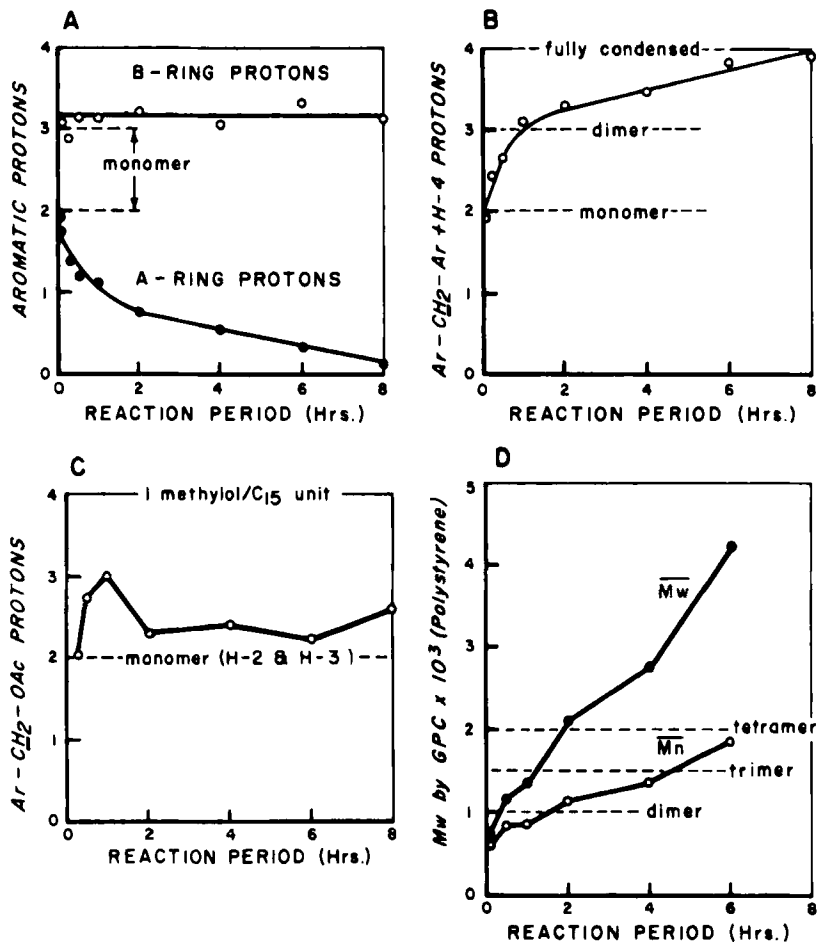 A
AROMATIC PROTONS
4
3
2
1
0
B-RING PROTONS
monomer
A-RING PROTONS
0 2 4 6 8
REACTION PERIOD (Hrs.)
B
Ar-CH2-Ar+H-4 PROTONS
4
3
2
1
0
fully condensed
dimer
monomer
0 2 4 6 8
REACTION PERIOD (Hrs.)
C
Ar-CH2-OAc PROTONS
4
3
2
1
0
1 methylol/C15 unit
monomer (H-2 & H-3)
0 2 4 6 8
REACTION PERIOD (Hrs.)
D
Mw by GPC x 10³ (Polystyrene)
5
4
3
2
1
0
Mw
tetramer
Mn
trimer
dimer
0 2 4 6 8
REACTION PERIOD (Hrs.)